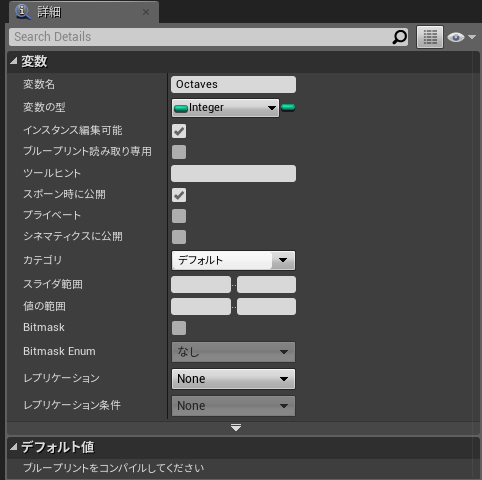 詳細
Search Details
変数
変数名 Octaves
変数の型 Integer
インスタンス編集可能
ブループリント読み取り専用
ツールヒント
スポーン時に公開
プライベート
シネマティクスに公開
カテゴリ デフォルト
スライダ範囲 ..
値の範囲 ..
Bitmask
Bitmask Enum なし
レプリケーション None
レプリケーション条件 None
デフォルト値
ブループリントをコンパイルしてください